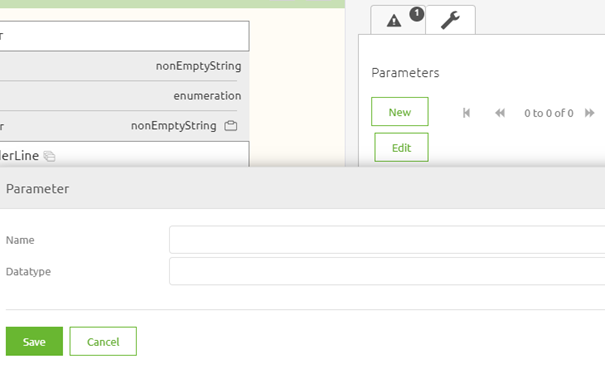 r
nonEmptyString
enumeration
r nonEmptyString
lerLine
1
Parameters
New 0 to 0 of 0
Edit
Parameter
Name
Datatype
Save Cancel